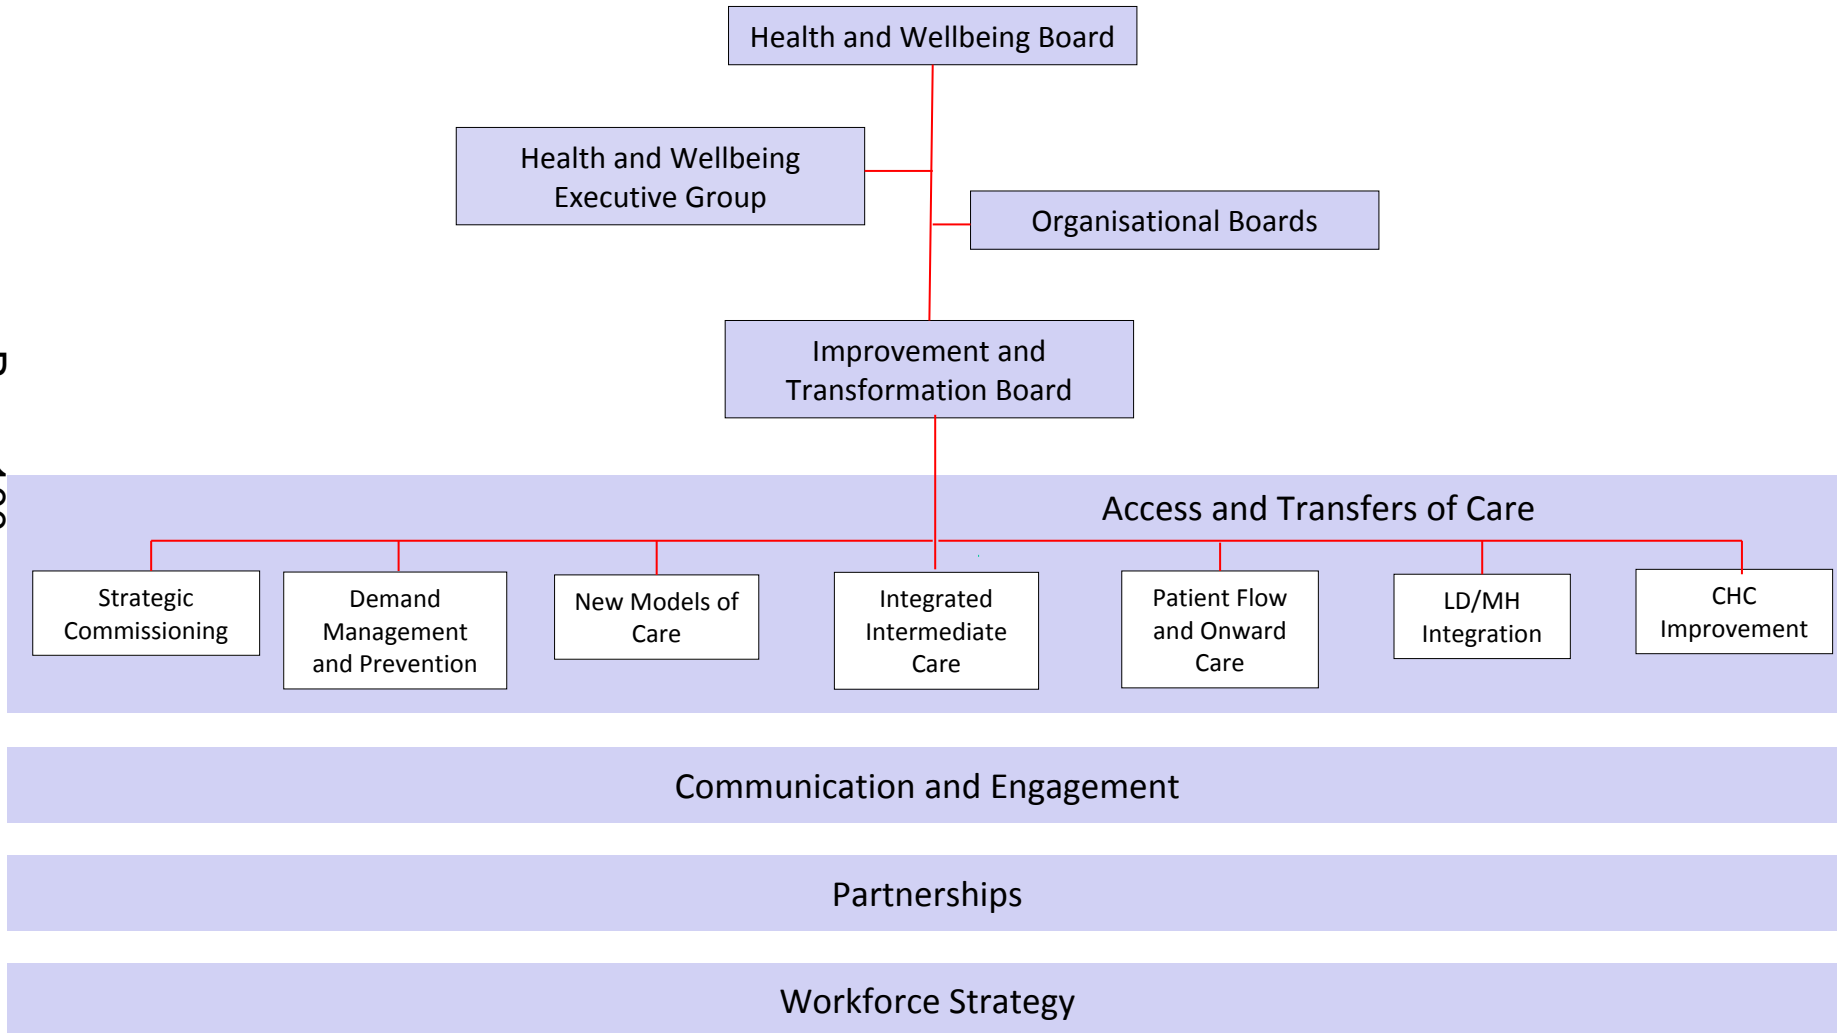 Health and Wellbeing Board
Health and Wellbeing
Executive Group
Organisational Boards
Improvement and
Transformation Board
Access and Transfers of Care
Strategic
Commissioning
Demand
Management
and Prevention
New Models of
Care
Integrated
Intermediate
Care
Patient Flow
and Onward
Care
LD/MH
Integration
CHC
Improvement
Communication and Engagement
Partnerships
Workforce Strategy